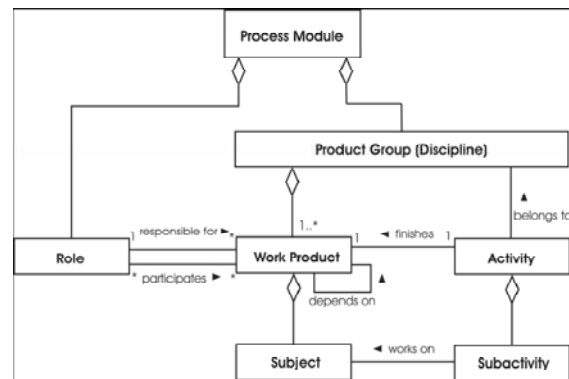 Process Module
Product Group (Discipline)
1..*
belongs to
1 responsible for *
1 finishes 1
Role
Work Product
Activity
* participates *
depends on
Subject
works on
Subactivity